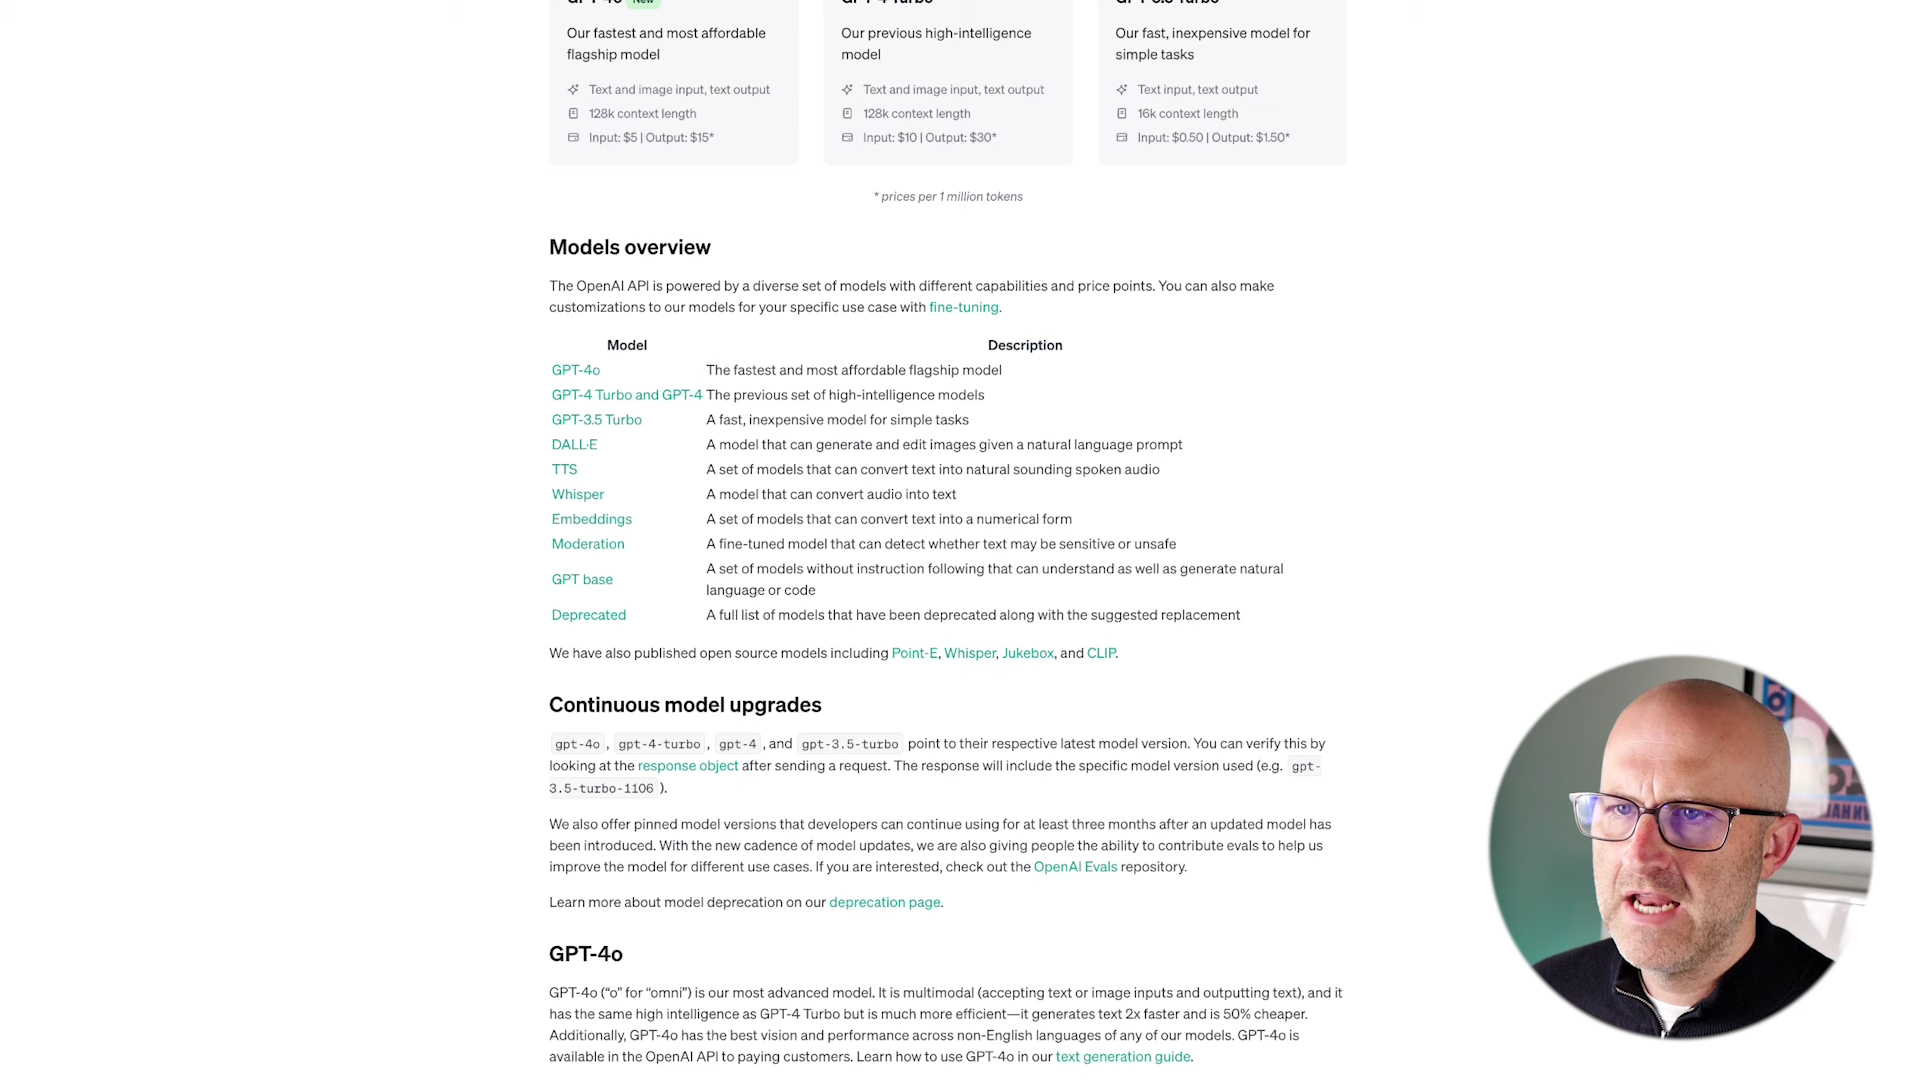 GPT-4o New
GPT-4 Turbo
GPT-3.5 Turbo
Our fastest and most affordable
flagship model
Text and image input, text output
128k context length
Input: $5 | Output: $15*
Our previous high-intelligence
model
Text and image input, text output
128k context length
Input: $10 | Output: $30*
Our fast, inexpensive model for
simple tasks
Text input, text output
16k context length
Input: $0.50 | Output: $1.50*
* prices per 1 million tokens
Models overview
The OpenAI API is powered by a diverse set of models with different capabilities and price points. You can also make
customizations to our models for your specific use case with fine-tuning.
Model Description
GPT-4o The fastest and most affordable flagship model
GPT-4 Turbo and GPT-4 The previous set of high-intelligence models
GPT-3.5 Turbo A fast, inexpensive model for simple tasks
DALL·E A model that can generate and edit images given a natural language prompt
TTS A set of models that can convert text into natural sounding spoken audio
Whisper A model that can convert audio into text
Embeddings A set of models that can convert text into a numerical form
Moderation A fine-tuned model that can detect whether text may be sensitive or unsafe
GPT base A set of models without instruction following that can understand as well as generate natural
language or code
Deprecated A full list of models that have been deprecated along with the suggested replacement
We have also published open source models including Point-E, Whisper, Jukebox, and CLIP.
Continuous model upgrades
gpt-4o, gpt-4-turbo, gpt-4, and gpt-3.5-turbo point to their respective latest model version. You can verify this by
looking at the response object after sending a request. The response will include the specific model version used (e.g. gpt-
3.5-turbo-1106 ).
We also offer pinned model versions that developers can continue using for at least three months after an updated model has
been introduced. With the new cadence of model updates, we are also giving people the ability to contribute evals to help us
improve the model for different use cases. If you are interested, check out the OpenAI Evals repository.
Learn more about model deprecation on our deprecation page.
GPT-4o
GPT-4o (“o” for “omni”) is our most advanced model. It is multimodal (accepting text or image inputs and outputting text), and it
has the same high intelligence as GPT-4 Turbo but is much more efficient—it generates text 2x faster and is 50% cheaper.
Additionally, GPT-4o has the best vision and performance across non-English languages of any of our models. GPT-4o is
available in the OpenAI API to paying customers. Learn how to use GPT-4o in our text generation guide.